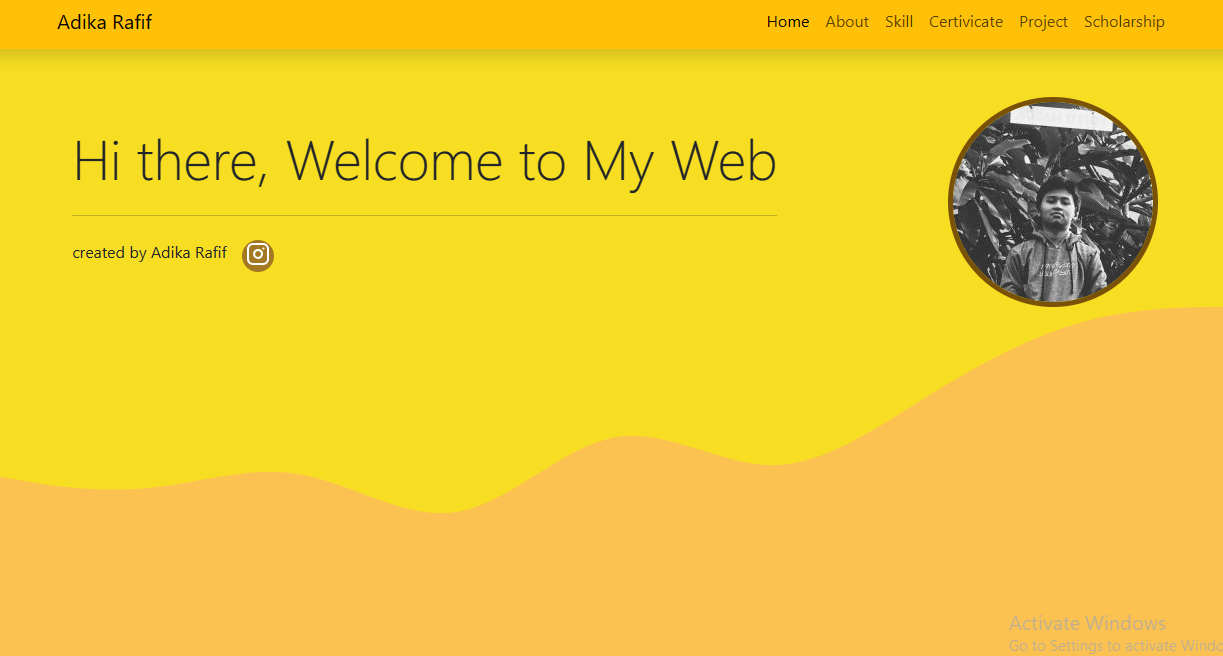 Adika Rafif
Home About Skill Certivicate Project Scholarship
Hi there, Welcome to My Web
created by Adika Rafif
Activate Windows
Go to Settings to activate Windo